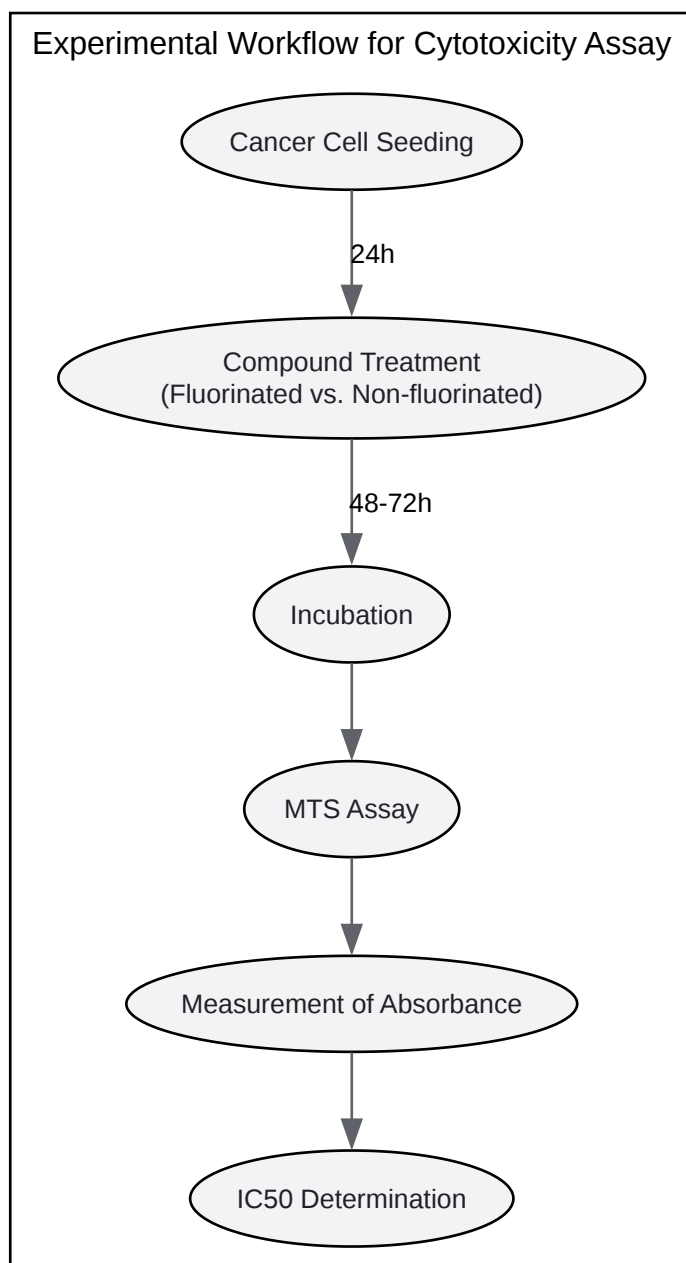 Experimental Workflow for Cytotoxicity Assay
Cancer Cell Seeding
24h
Compound Treatment
(Fluorinated vs. Non-fluorinated)
48-72h
Incubation
MTS Assay
Measurement of Absorbance
IC50 Determination